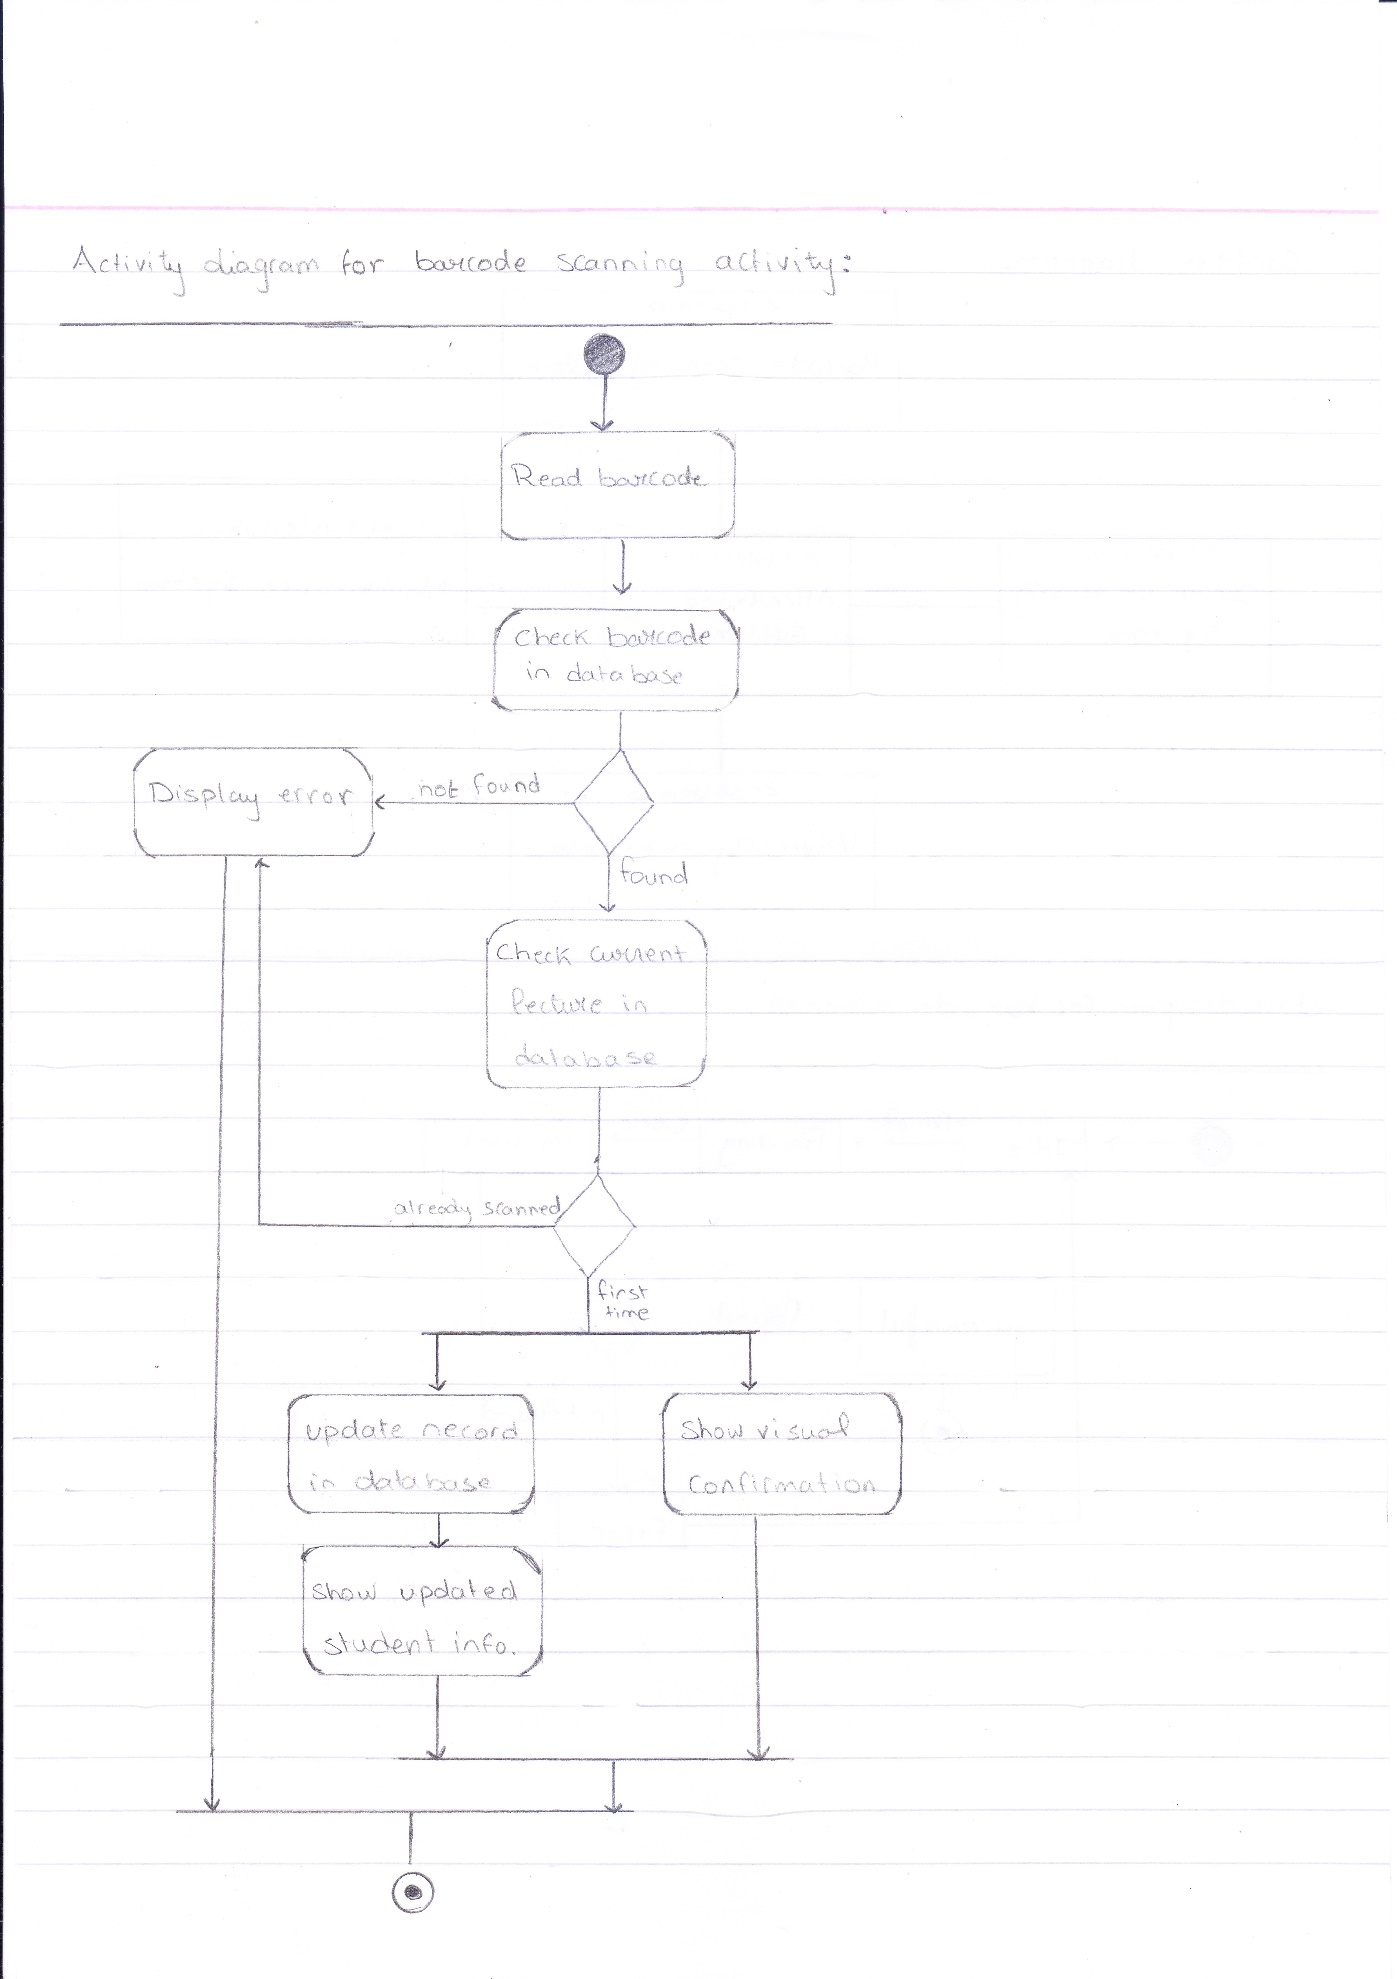 Activity diagram for barcode scanning activity:
Read barcode
Check barcode
in database
not found
Display error
found
Check current
lecture in
database
already scanned
first
time
update record
in database
Show visual
confirmation
Show updated
student info.